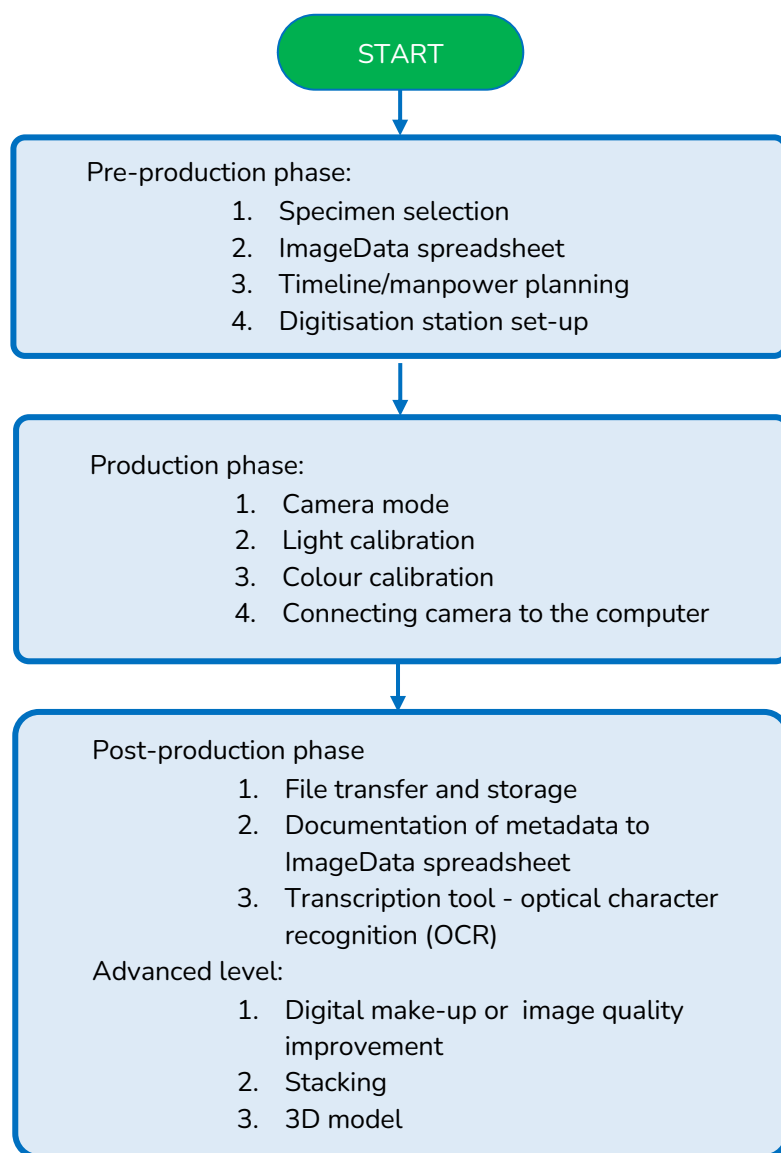 START
Pre-production phase:
1. Specimen selection
2. ImageData spreadsheet
3. Timeline/manpower planning
4. Digitisation station set-up
Production phase:
1. Camera mode
2. Light calibration
3. Colour calibration
4. Connecting camera to the computer
Post-production phase
1. File transfer and storage
2. Documentation of metadata to
ImageData spreadsheet
3. Transcription tool - optical character
recognition (OCR)
Advanced level:
1. Digital make-up or  image quality
improvement
2. Stacking
3. 3D model